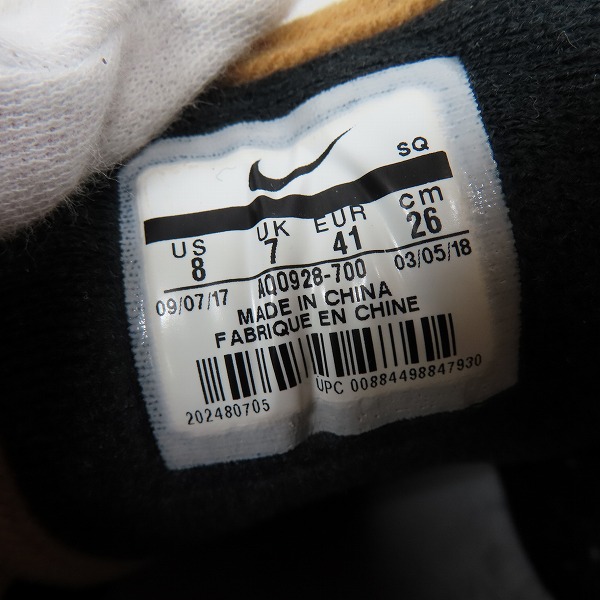 SQ
US UK EUR cm
8 7 41 26
09/07/17 AQ0928-700 03/05/18
MADE IN CHINA
FABRIQUE EN CHINE
202480705 UPC 00884498847930